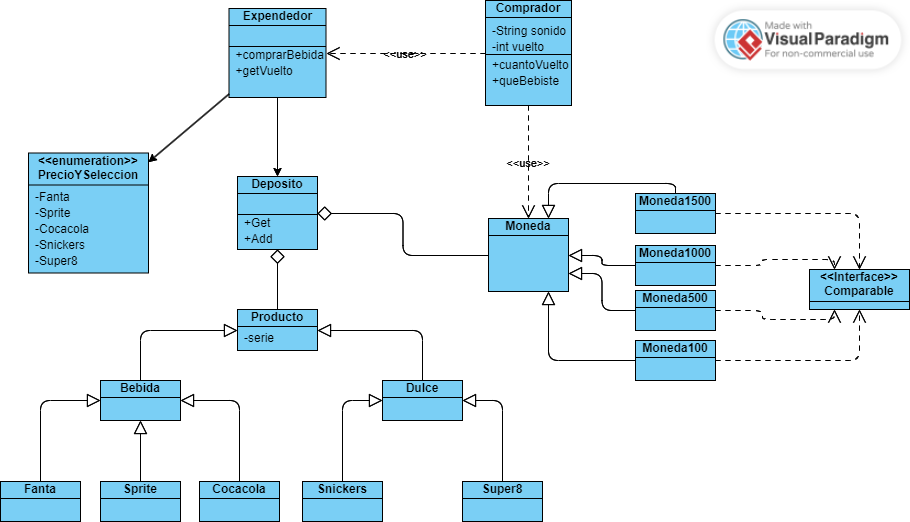 Expendedor
+comprarBebida
+getVuelto
Comprador
-String sonido
-int vuelto
+cuantoVuelto
+queBebiste
Made with
Visual Paradigm
For non-commercial use
<<use>>
<<use>>
<<enumeration>>
PrecioYSeleccion
-Fanta
-Sprite
-Cocacola
-Snickers
-Super8
Deposito
+Get
+Add
Moneda
Moneda1500
Moneda1000
Moneda500
Moneda100
<<Interface>>
Comparable
Producto
-serie
Bebida
Dulce
Fanta
Sprite
Cocacola
Snickers
Super8